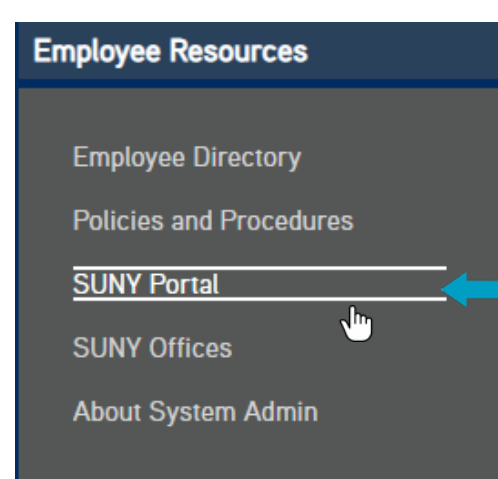 Employee Resources
Employee Directory
Policies and Procedures
SUNY Portal
SUNY Offices
About System Admin